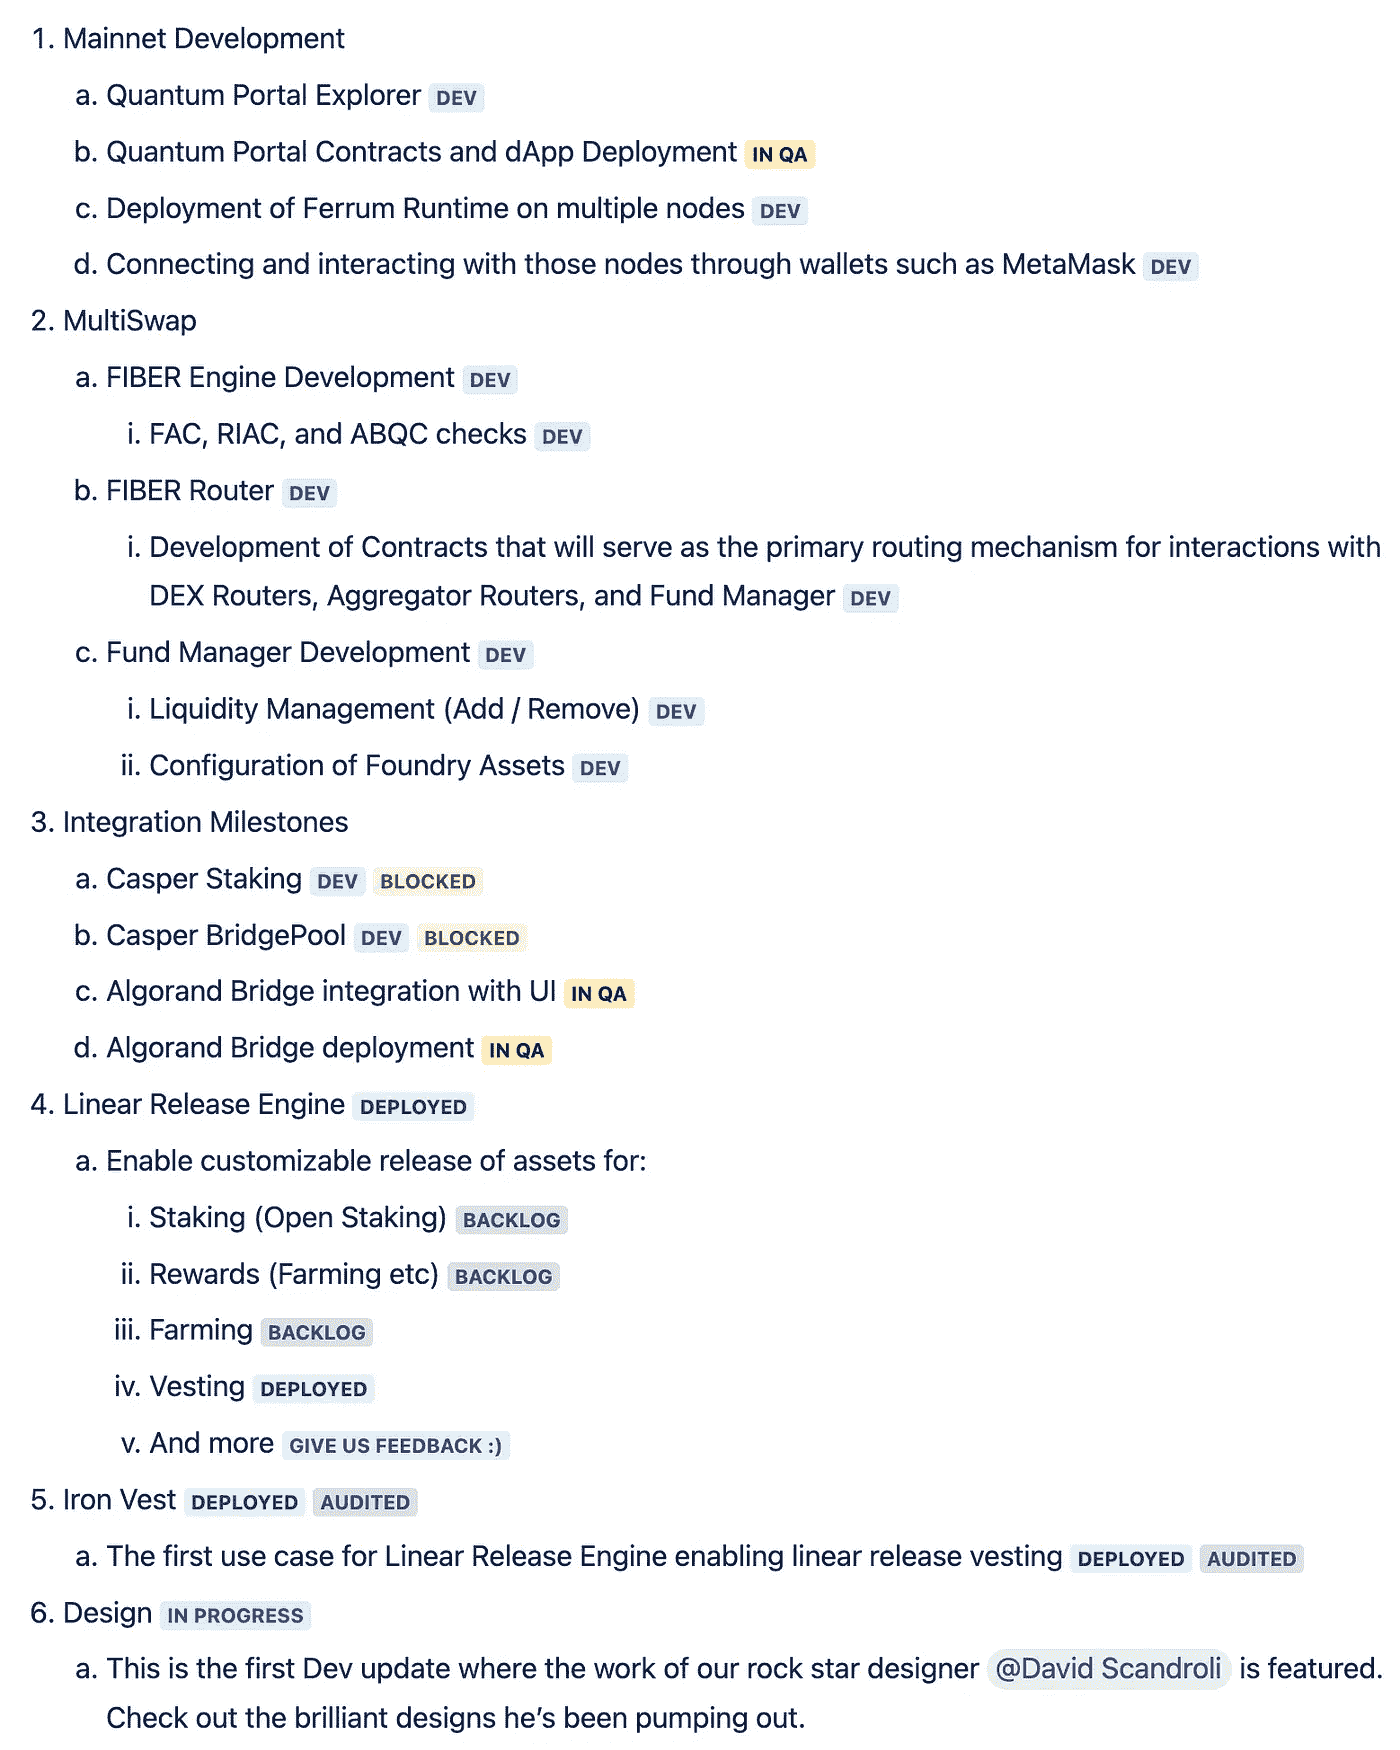 1. Mainnet Development
a. Quantum Portal Explorer DEV
b. Quantum Portal Contracts and dApp Deployment IN QA
c. Deployment of Ferrum Runtime on multiple nodes DEV
d. Connecting and interacting with those nodes through wallets such as MetaMask DEV
2. MultiSwap
a. FIBER Engine Development DEV
i. FAC, RIAC, and ABQC checks DEV
b. FIBER Router DEV
i. Development of Contracts that will serve as the primary routing mechanism for interactions with
DEX Routers, Aggregator Routers, and Fund Manager DEV
c. Fund Manager Development DEV
i. Liquidity Management (Add / Remove) DEV
ii. Configuration of Foundry Assets DEV
3. Integration Milestones
a. Casper Staking DEV BLOCKED
b. Casper BridgePool DEV BLOCKED
c. Algorand Bridge integration with UI IN QA
d. Algorand Bridge deployment IN QA
4. Linear Release Engine DEPLOYED
a. Enable customizable release of assets for:
i. Staking (Open Staking) BACKLOG
ii. Rewards (Farming etc) BACKLOG
iii. Farming BACKLOG
iv. Vesting DEPLOYED
v. And more GIVE US FEEDBACK :)
5. Iron Vest DEPLOYED AUDITED
a. The first use case for Linear Release Engine enabling linear release vesting DEPLOYED AUDITED
6. Design IN PROGRESS
a. This is the first Dev update where the work of our rock star designer @David Scandroli is featured.
Check out the brilliant designs he's been pumping out.